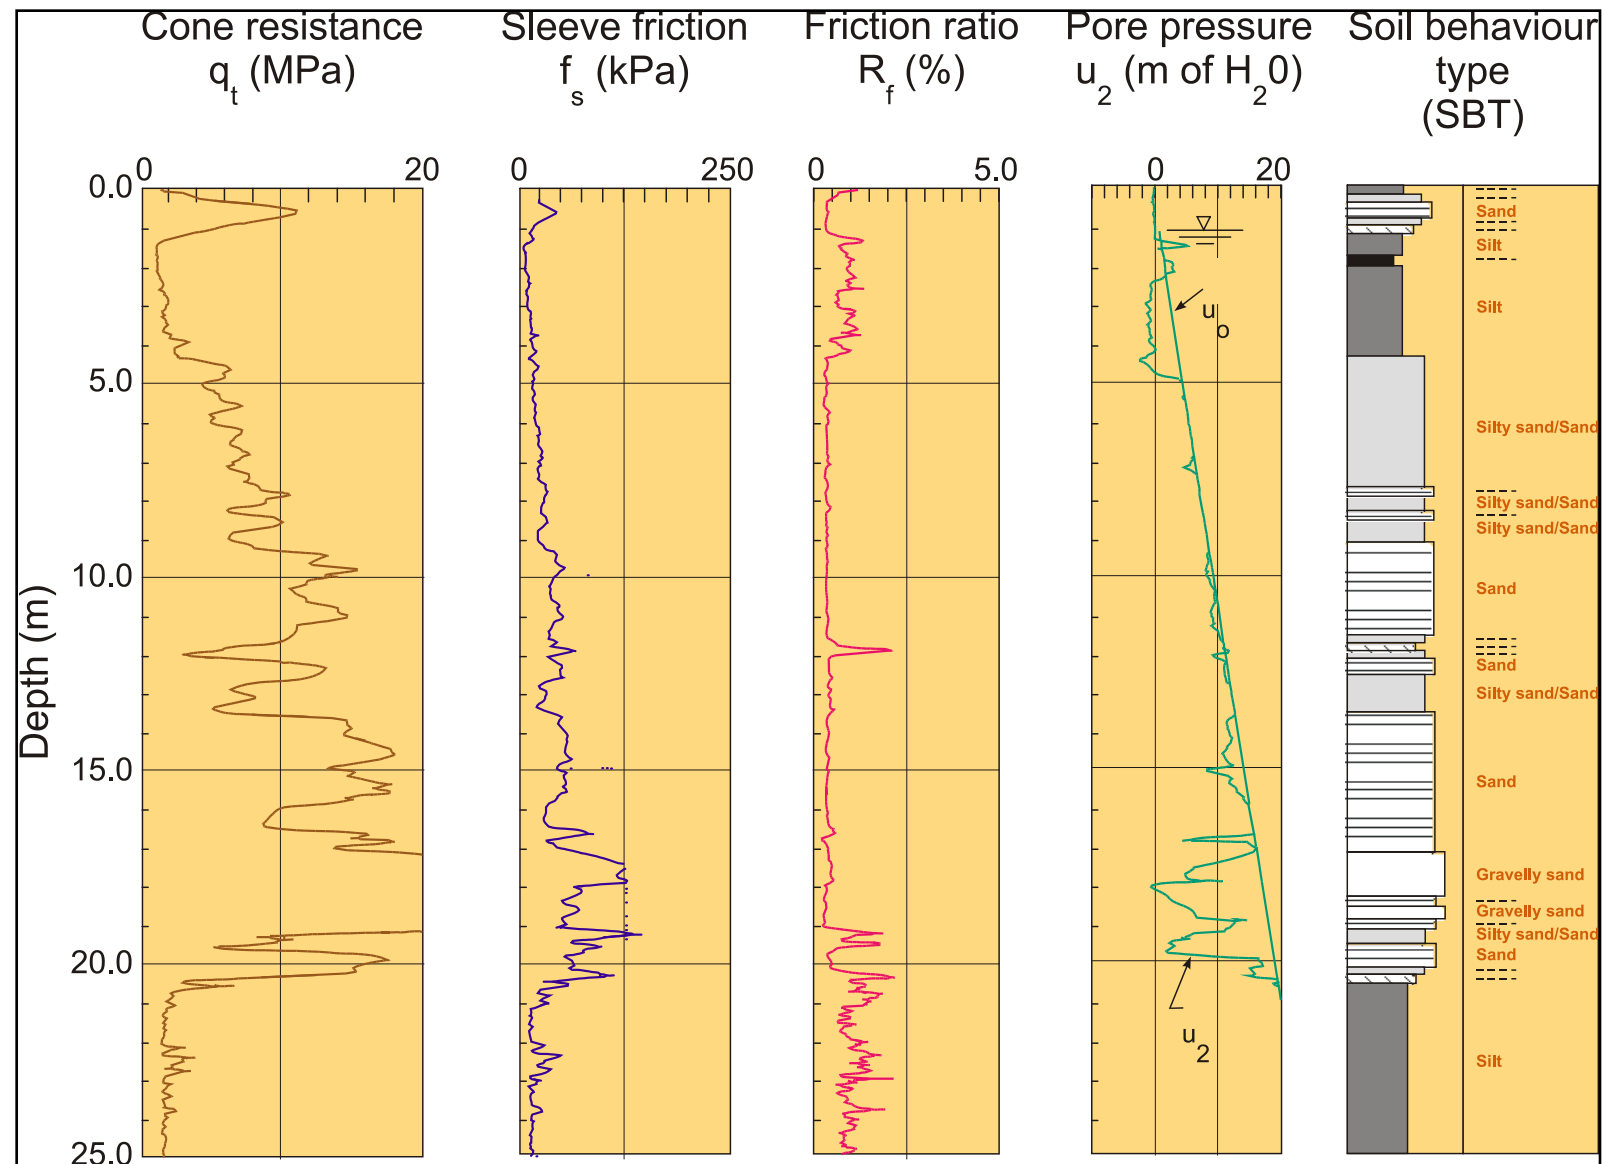 Cone resistance
qt (MPa)
Sleeve friction
fs (kPa)
Friction ratio
Rf (%)
Pore pressure
u2 (m of H20)
Soil behaviour
type
(SBT)
0 20
0 250
0 5.0
0 20
Depth (m)
0.0
5.0
10.0
15.0
20.0
25.0
uo
u2
Sand
Silt
Silt
Silty sand/Sand
Silty sand/Sand
Silty sand/Sand
Sand
Sand
Silty sand/Sand
Sand
Gravelly sand
Gravelly sand
Silty sand/Sand
Sand
Silt